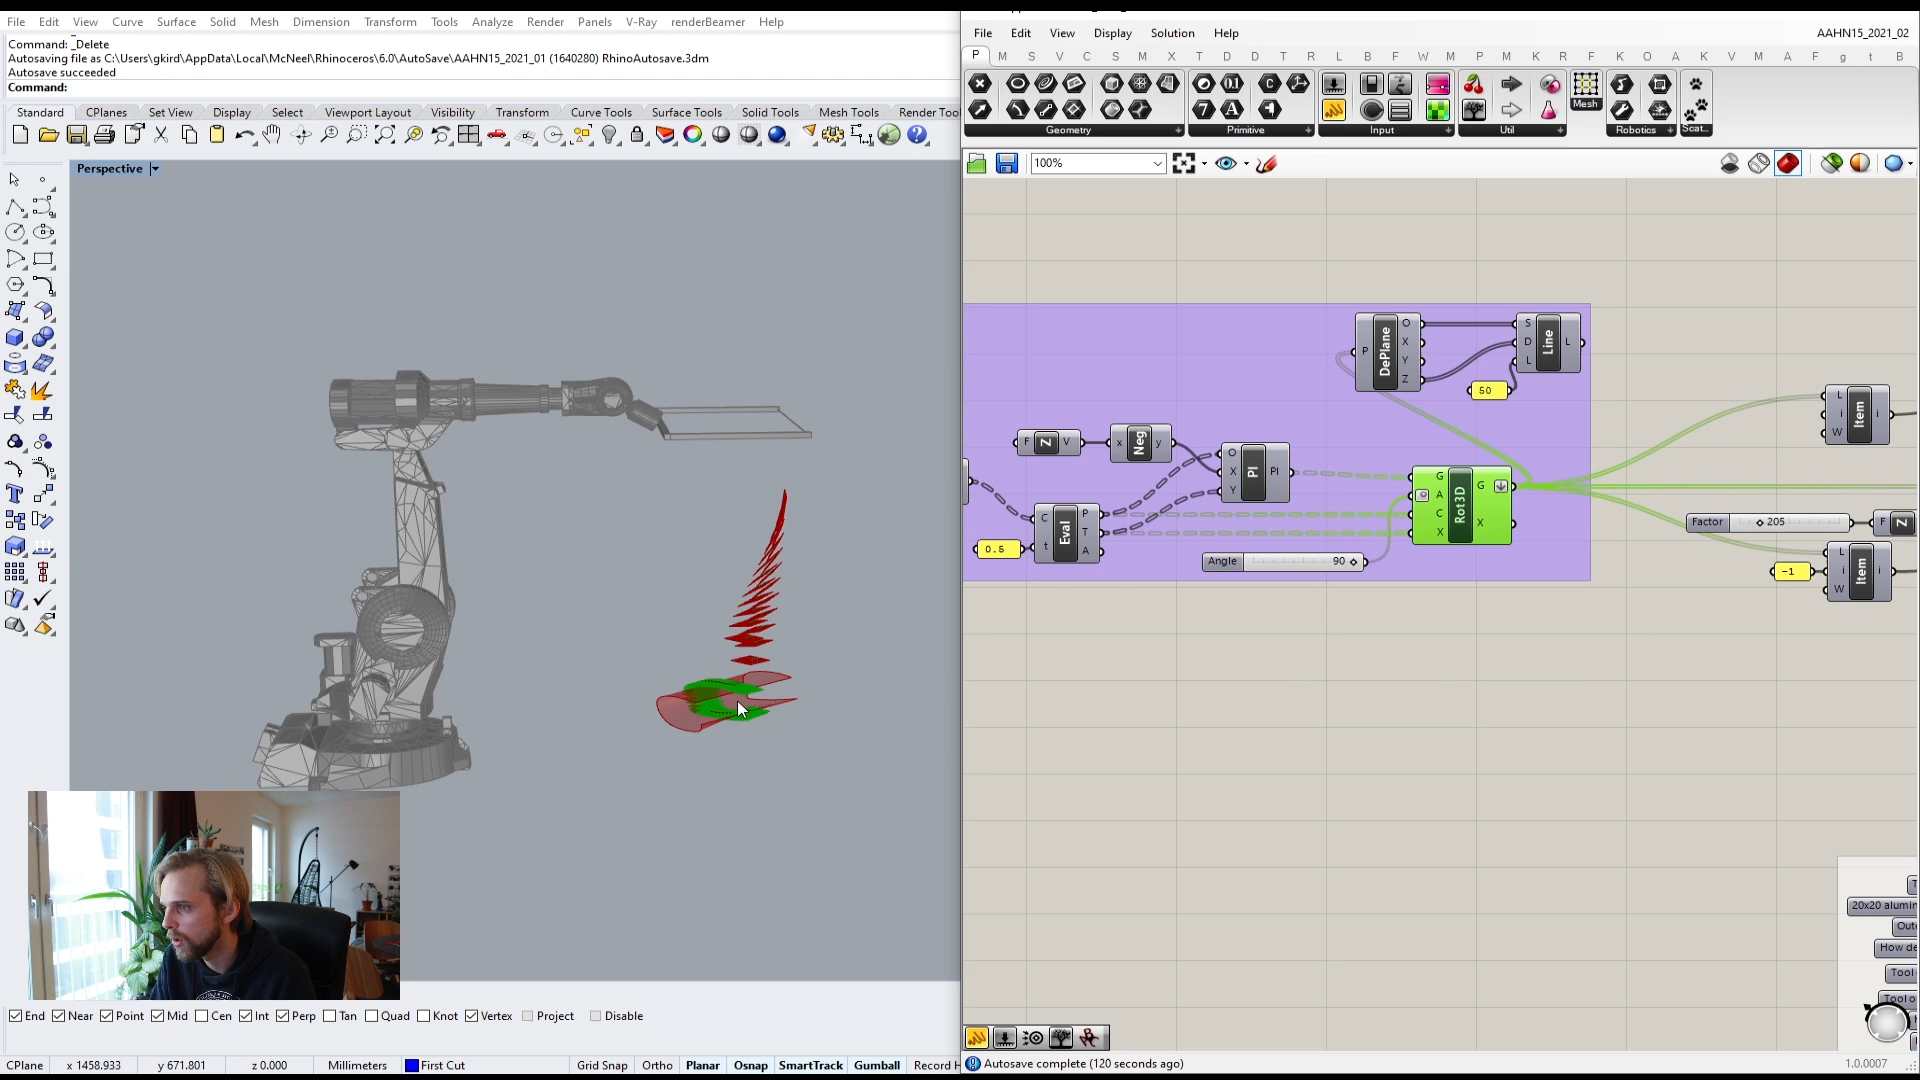 File Edit View Curve Surface Solid Mesh Dimension Transform Tools Analyze Render Panels V-Ray renderBeamer Help
Command: _Delete
Autosaving file as C:\Users\gkird\AppData\Local\McNeel\Rhinoceros\6.0\AutoSave\AAHN15_2021_01 (1640280) RhinoAutosave.3dm
Autosave succeeded
Command:
Standard CPlanes Set View Display Select Viewport Layout Visibility Transform Curve Tools Surface Tools Solid Tools Mesh Tools Render Too
Perspective
End Near Point Mid Cen Int Perp Tan Quad Knot Vertex Project Disable
CPlane x 1458.933 y 671.801 z 0.000 Millimeters First Cut Grid Snap Ortho Planar Osnap SmartTrack Gumball Record H
File Edit View Display Solution Help AAHN15_2021_02
P M S V C S M X T D D T L B F W M P M S K R F K O A K V M A F g t B
Geometry Primitive Input Util Mesh Robotics Scat..
100%
DePlane P O X Y Z
Line S D L L
50
F Z V
x Neg y
O X Y Pl Pl
Rot3D G A C X G X
C t Eval P T A
0.5
Angle 90
L i W Item i
Factor 205
F Z
-1
L i W Item i
20x20 alumin
Out
How de
Tool
Tool o
Autosave complete (120 seconds ago)
1.0.0007